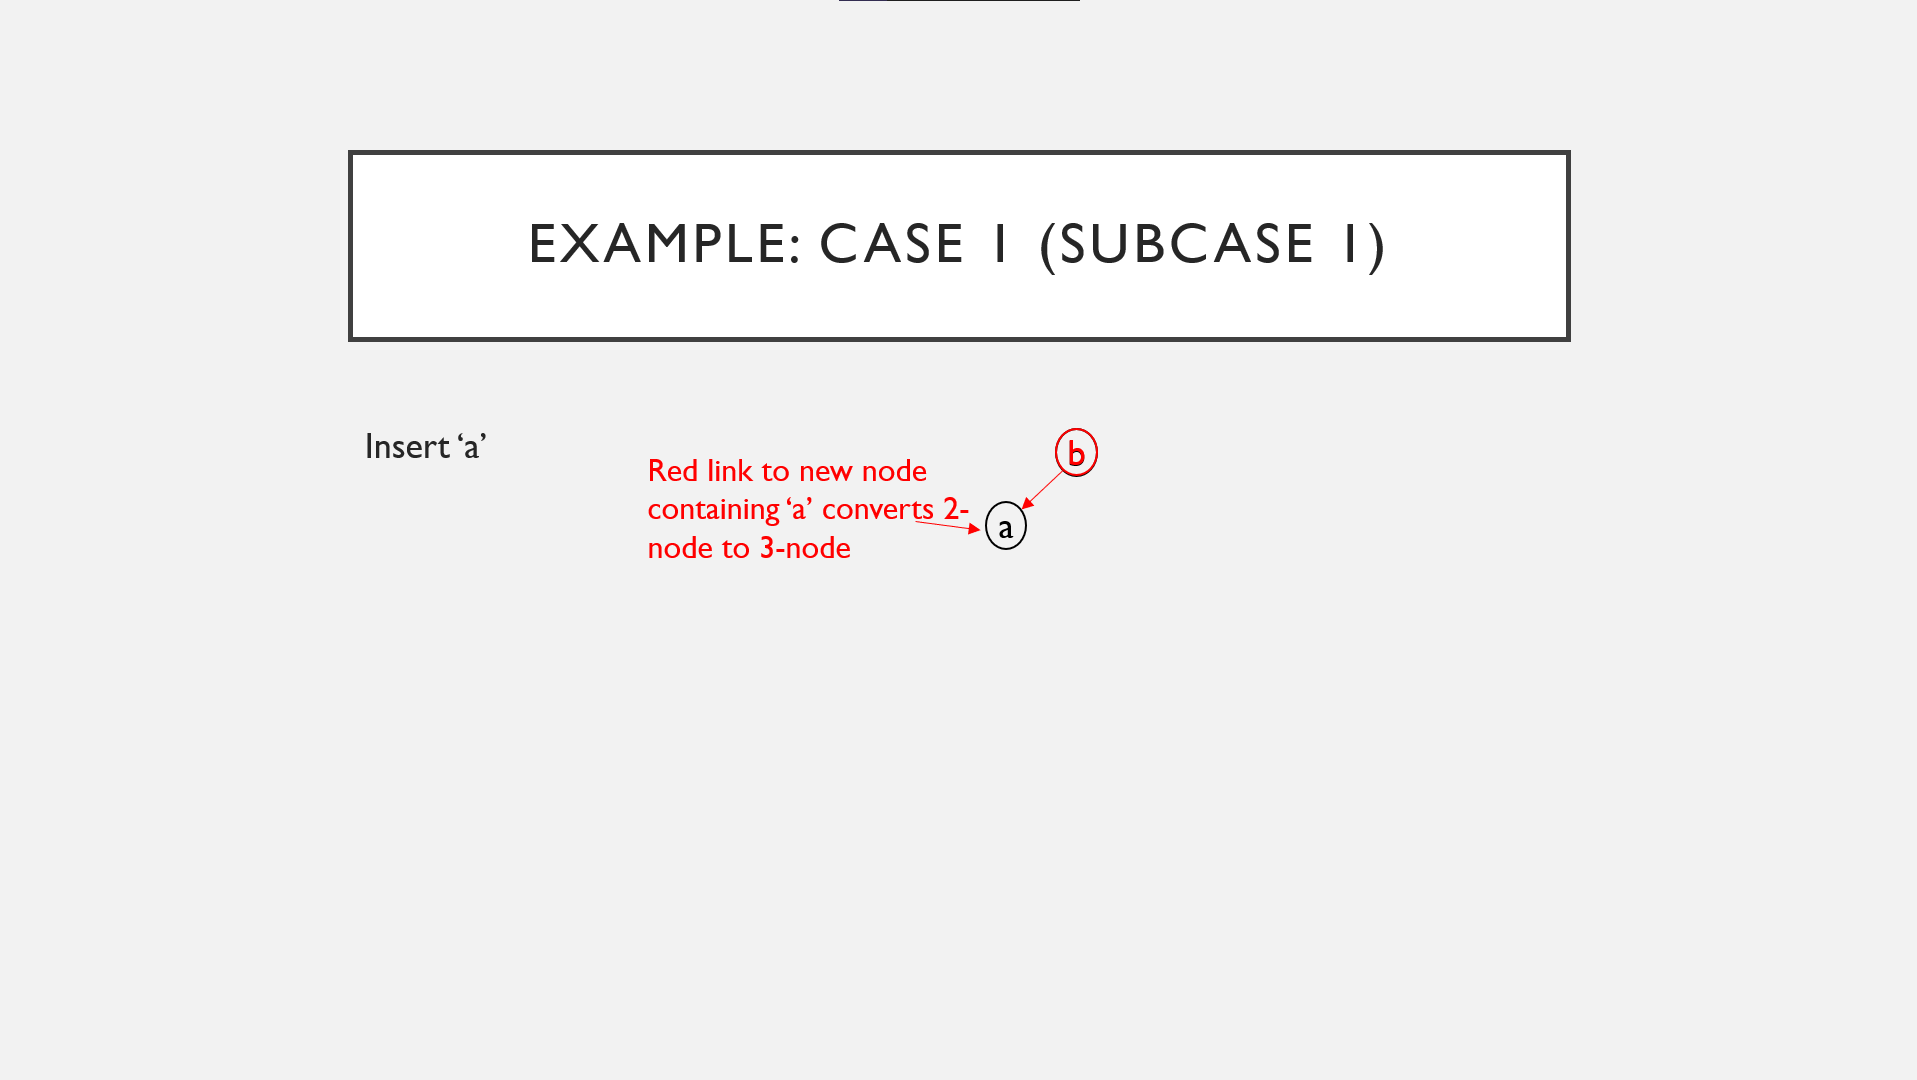 EXAMPLE: CASE 1 (SUBCASE 1)
Insert ‘a’
Red link to new node
containing ‘a’ converts 2-
node to 3-node
b
a